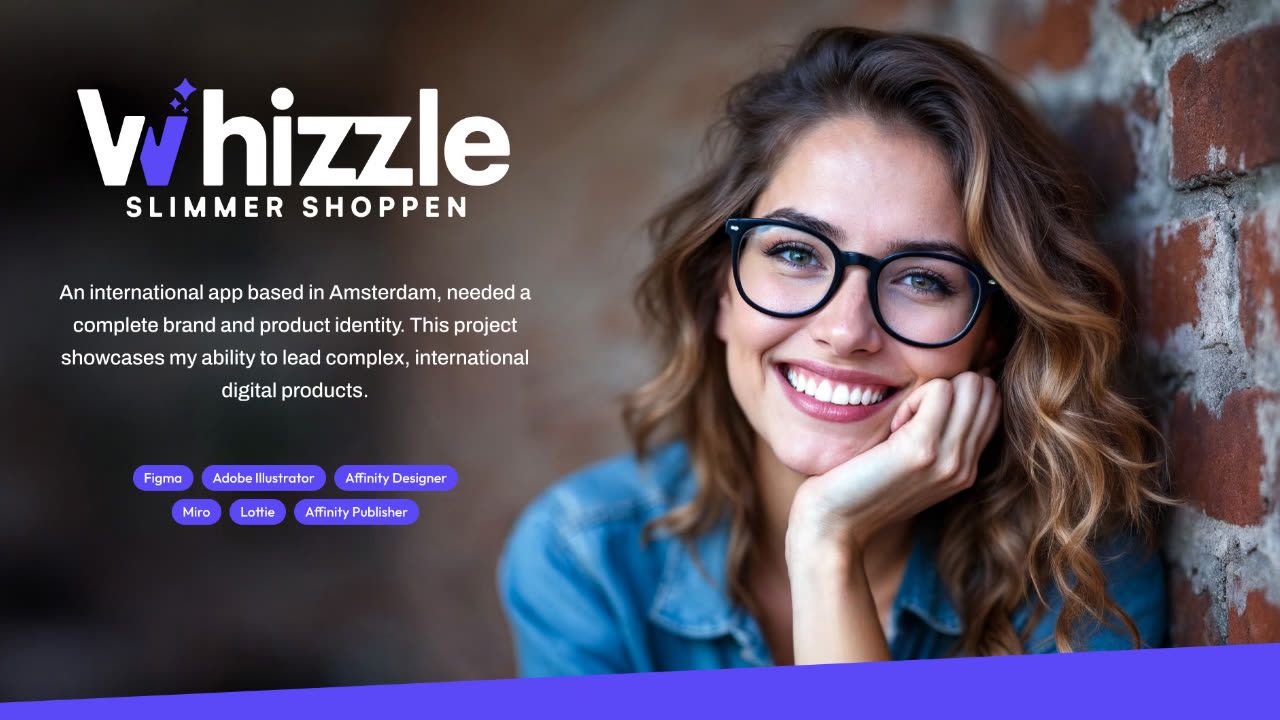 Whizzle
SLIMMER SHOPPEN
An international app based in Amsterdam, needed a
complete brand and product identity. This project
showcases my ability to lead complex, international
digital products.
Figma Adobe Illustrator Affinity Designer
Miro Lottie Affinity Publisher